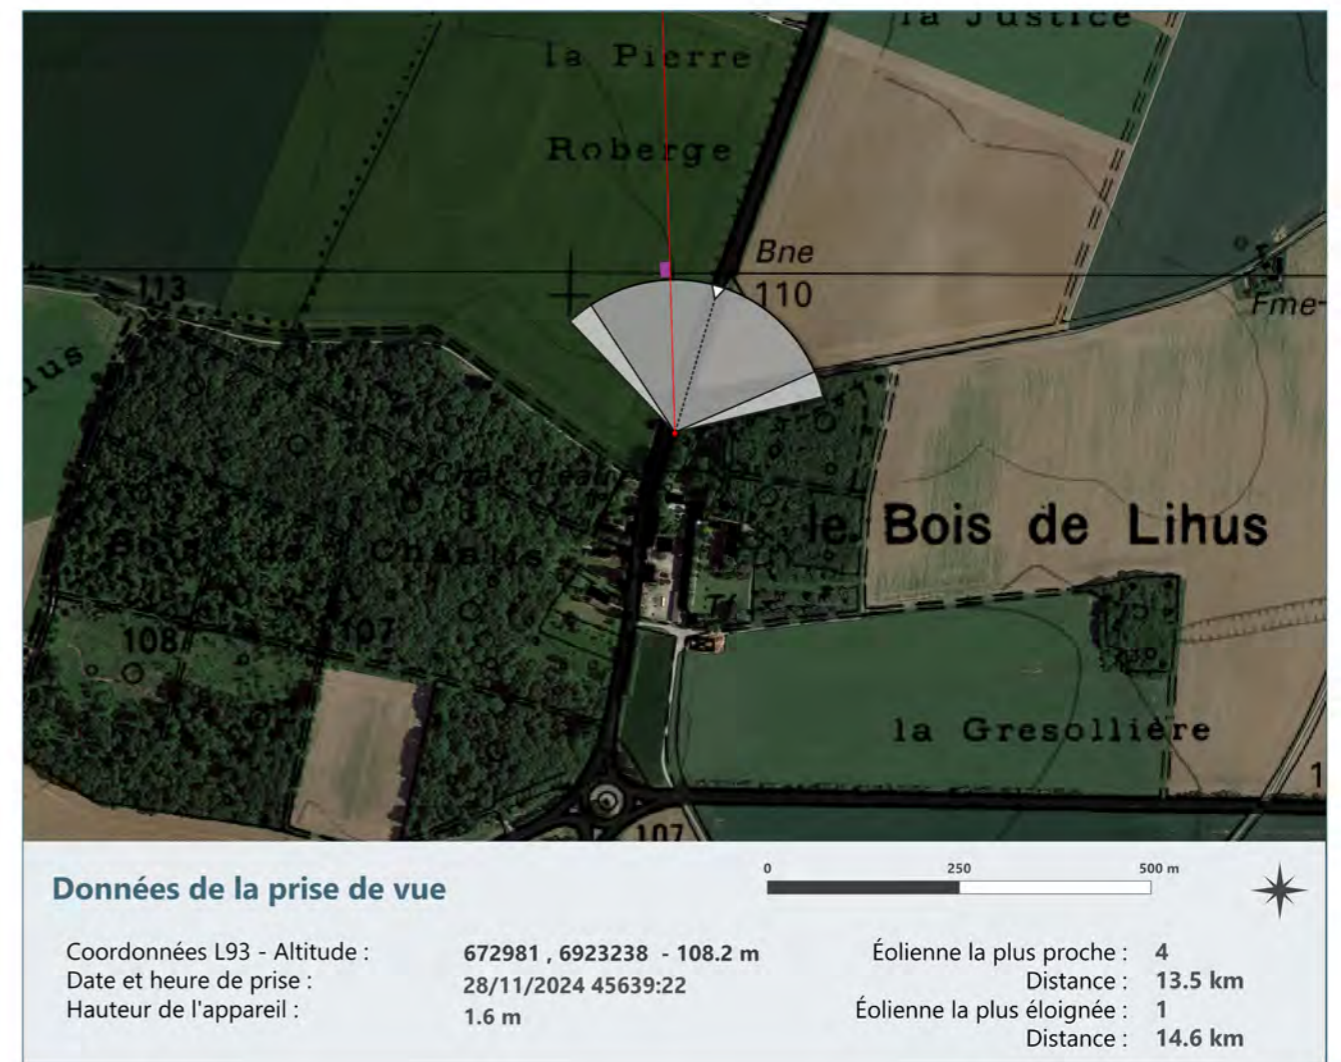 la Justice
la Pierre
Roberge
Bne
110
113
Fme
le Bois de Lihus
108
107
la Gresollière
107
Données de la prise de vue
0 250 500 m
Coordonnées L93 - Altitude : 672981 , 6923238 - 108.2 m
Date et heure de prise : 28/11/2024 45639:22
Hauteur de l'appareil : 1.6 m
Éolienne la plus proche : 4
Distance : 13.5 km
Éolienne la plus éloignée : 1
Distance : 14.6 km